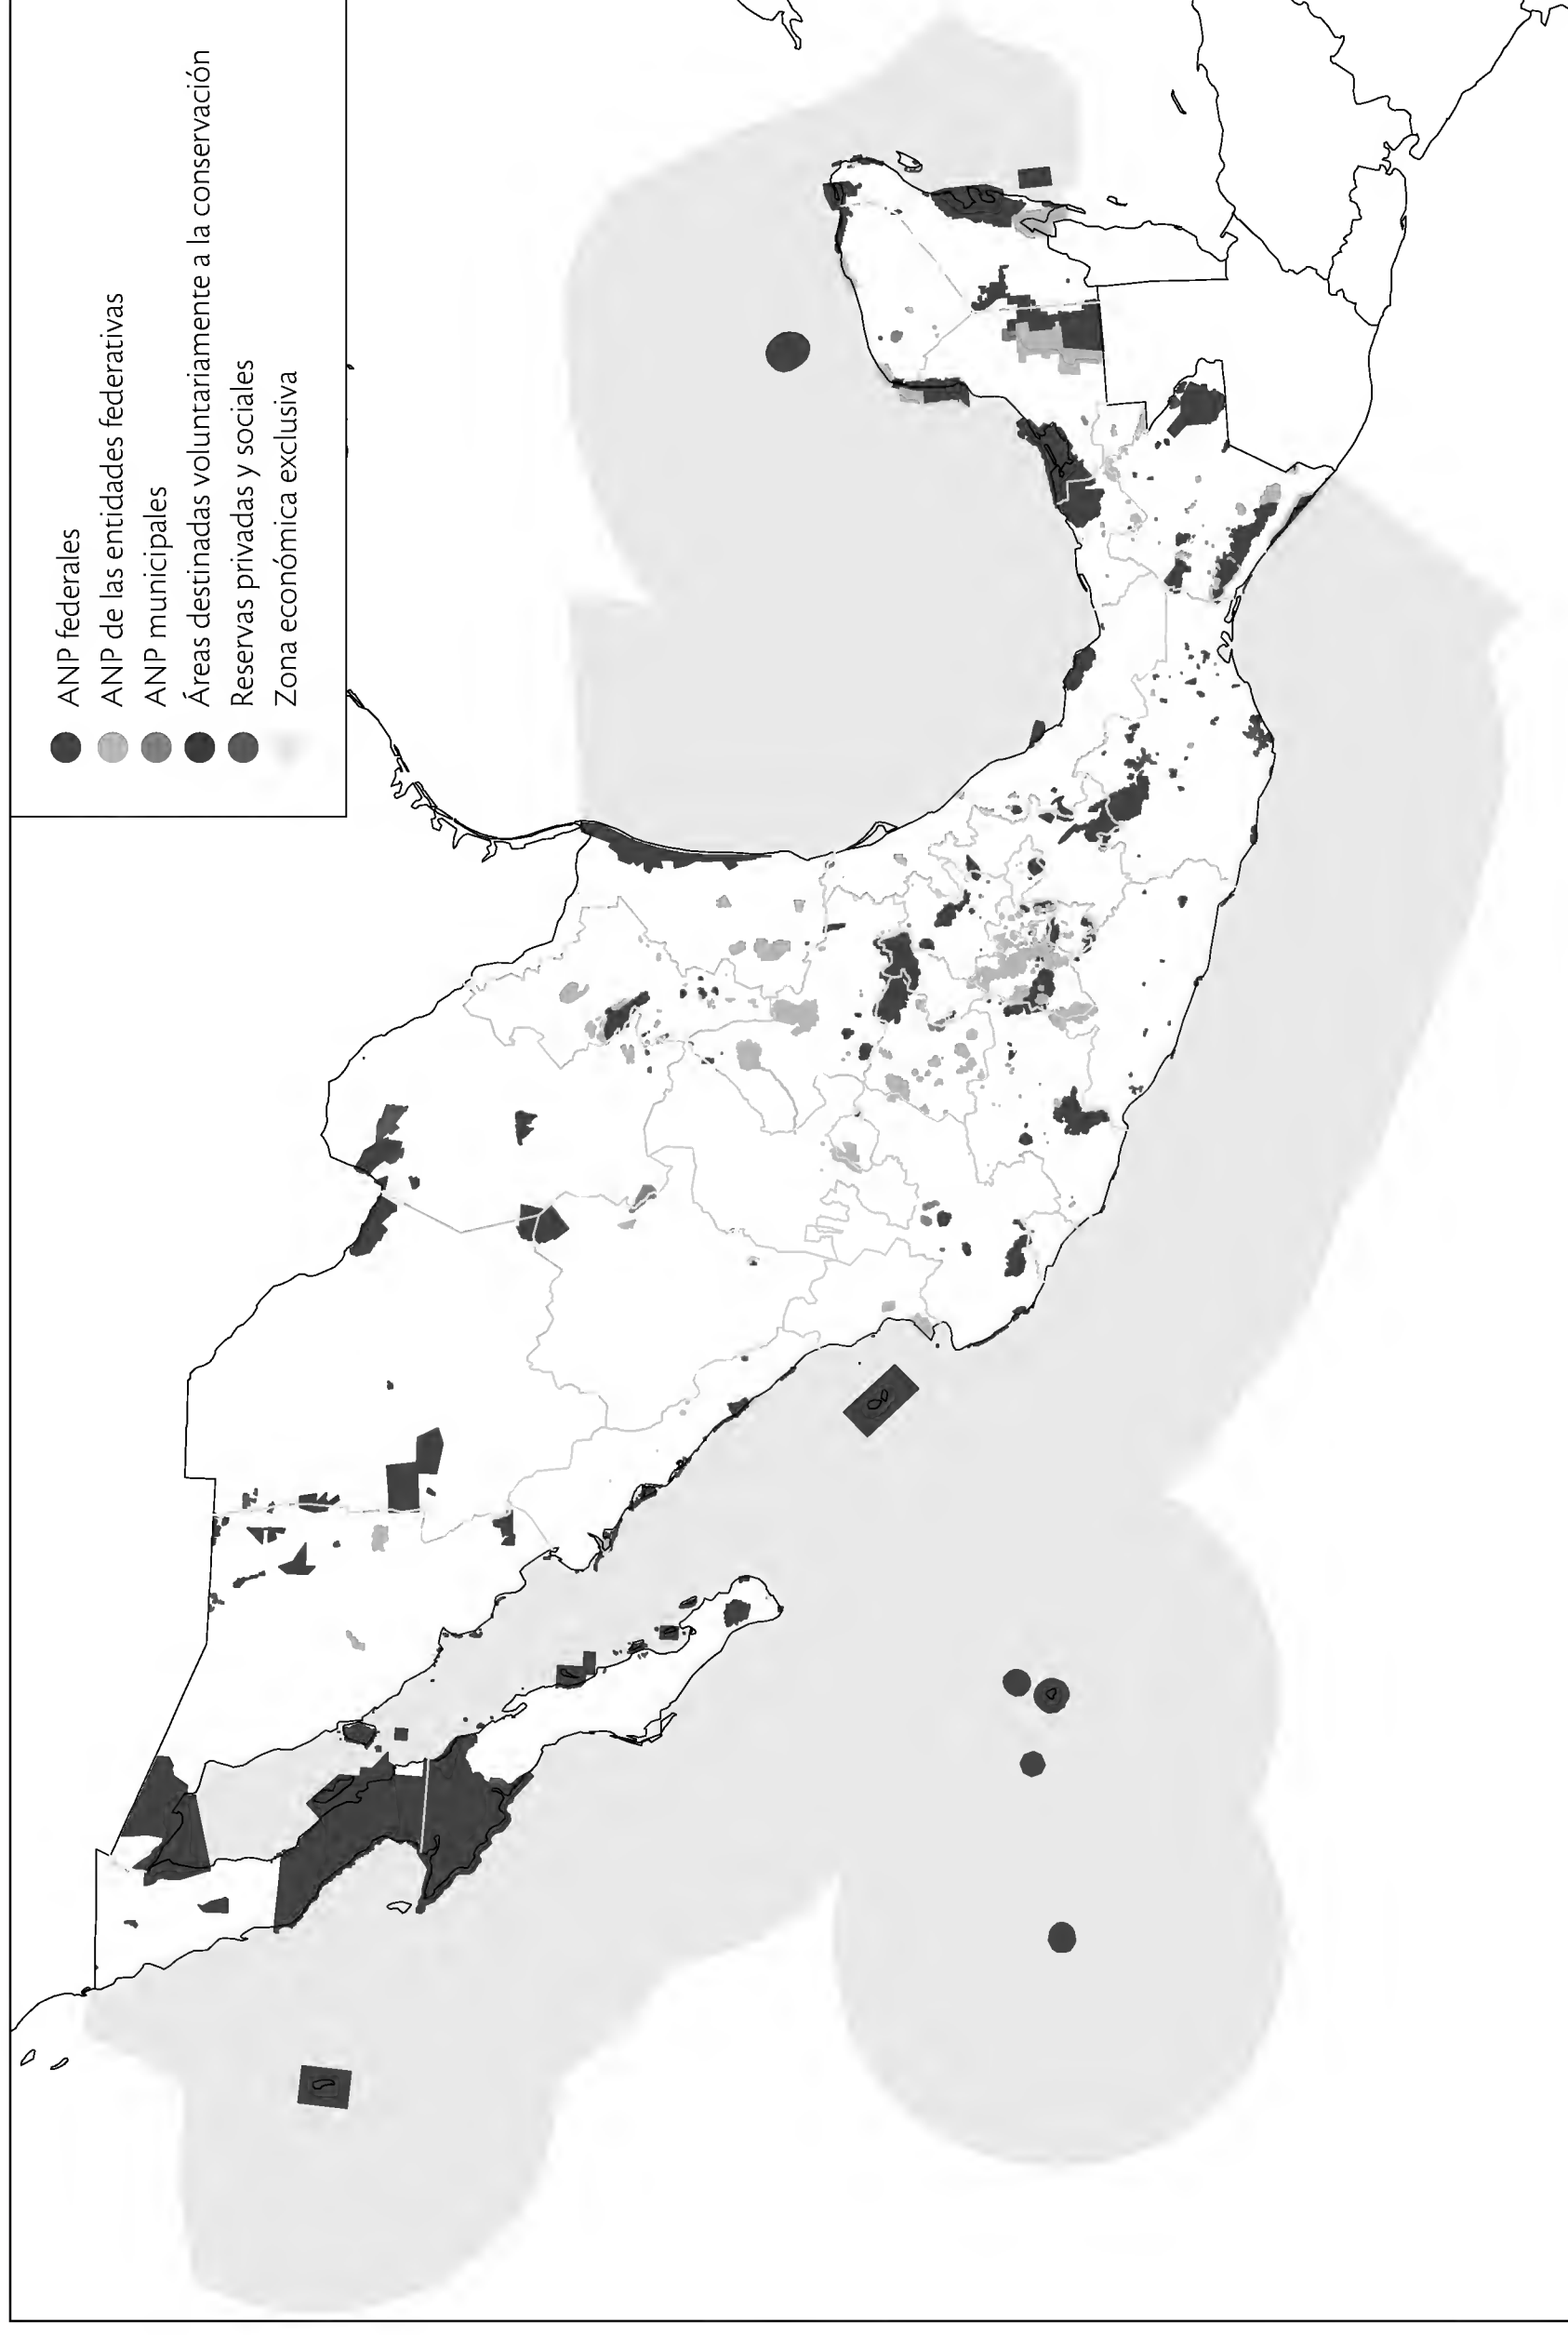 ANP federales
ANP de las entidades federativas
ANP municipales
Áreas destinadas voluntariamente a la conservación
Reservas privadas y sociales
Zona económica exclusiva